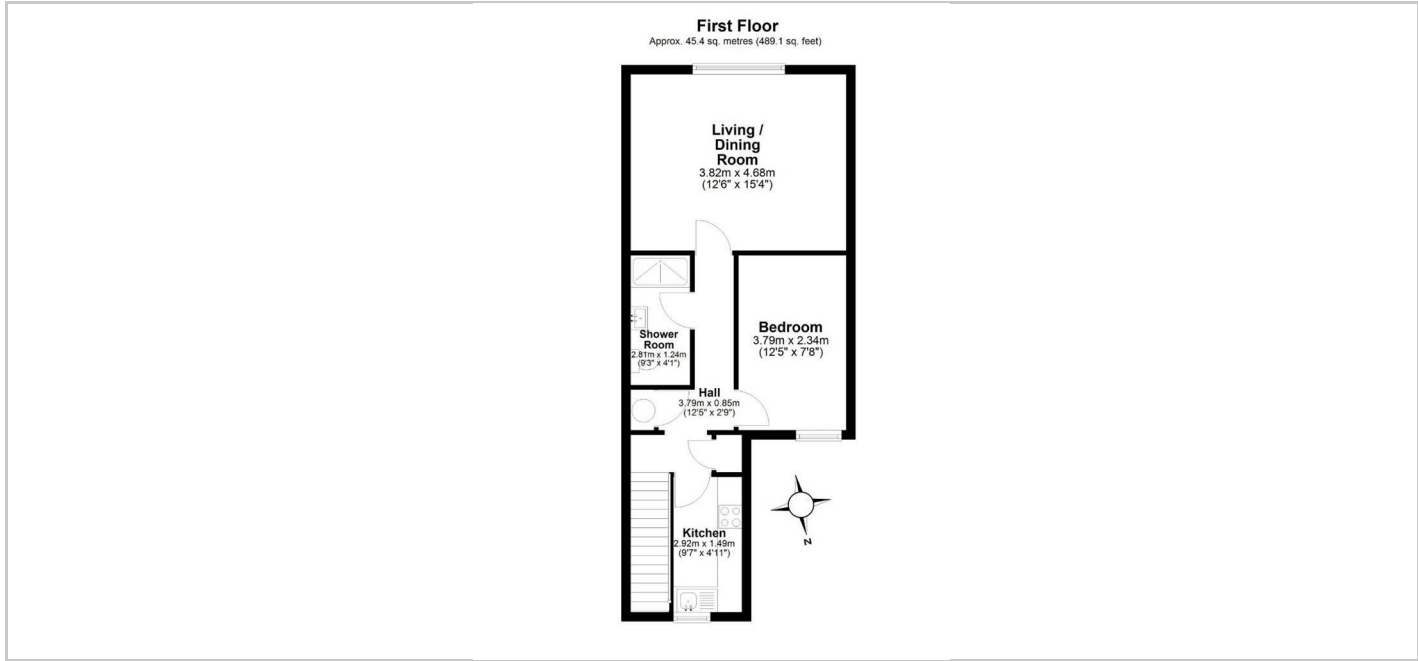 First Floor
Approx. 45.4 sq. metres (489.1 sq. feet)
Living /
Dining
Room
3.82m x 4.68m
(12'6" x 15'4")
Shower
Room
2.81m x 1.24m
(9'3" x 4'1")
Bedroom
3.79m x 2.34m
(12'5" x 7'8")
Hall
3.79m x 0.85m
(12'5" x 2'9")
Kitchen
2.92m x 1.49m
(9'7" x 4'11")
N